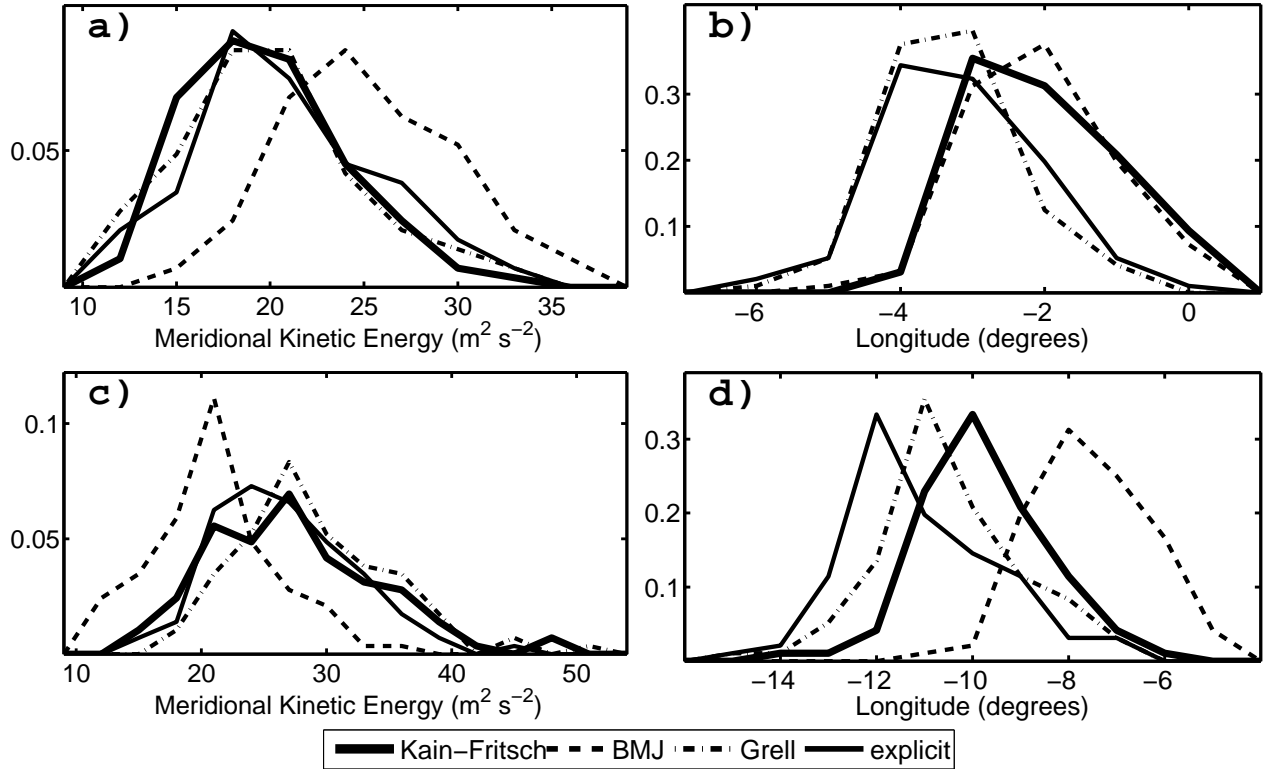 a)
0.05
10 15 20 25 30 35
Meridional Kinetic Energy (m² s⁻²)
b)
0.3
0.2
0.1
−6 −4 −2 0
Longitude (degrees)
c)
0.1
0.05
10 20 30 40 50
Meridional Kinetic Energy (m² s⁻²)
d)
0.3
0.2
0.1
−14 −12 −10 −8 −6
Longitude (degrees)
Kain−Fritsch BMJ Grell explicit